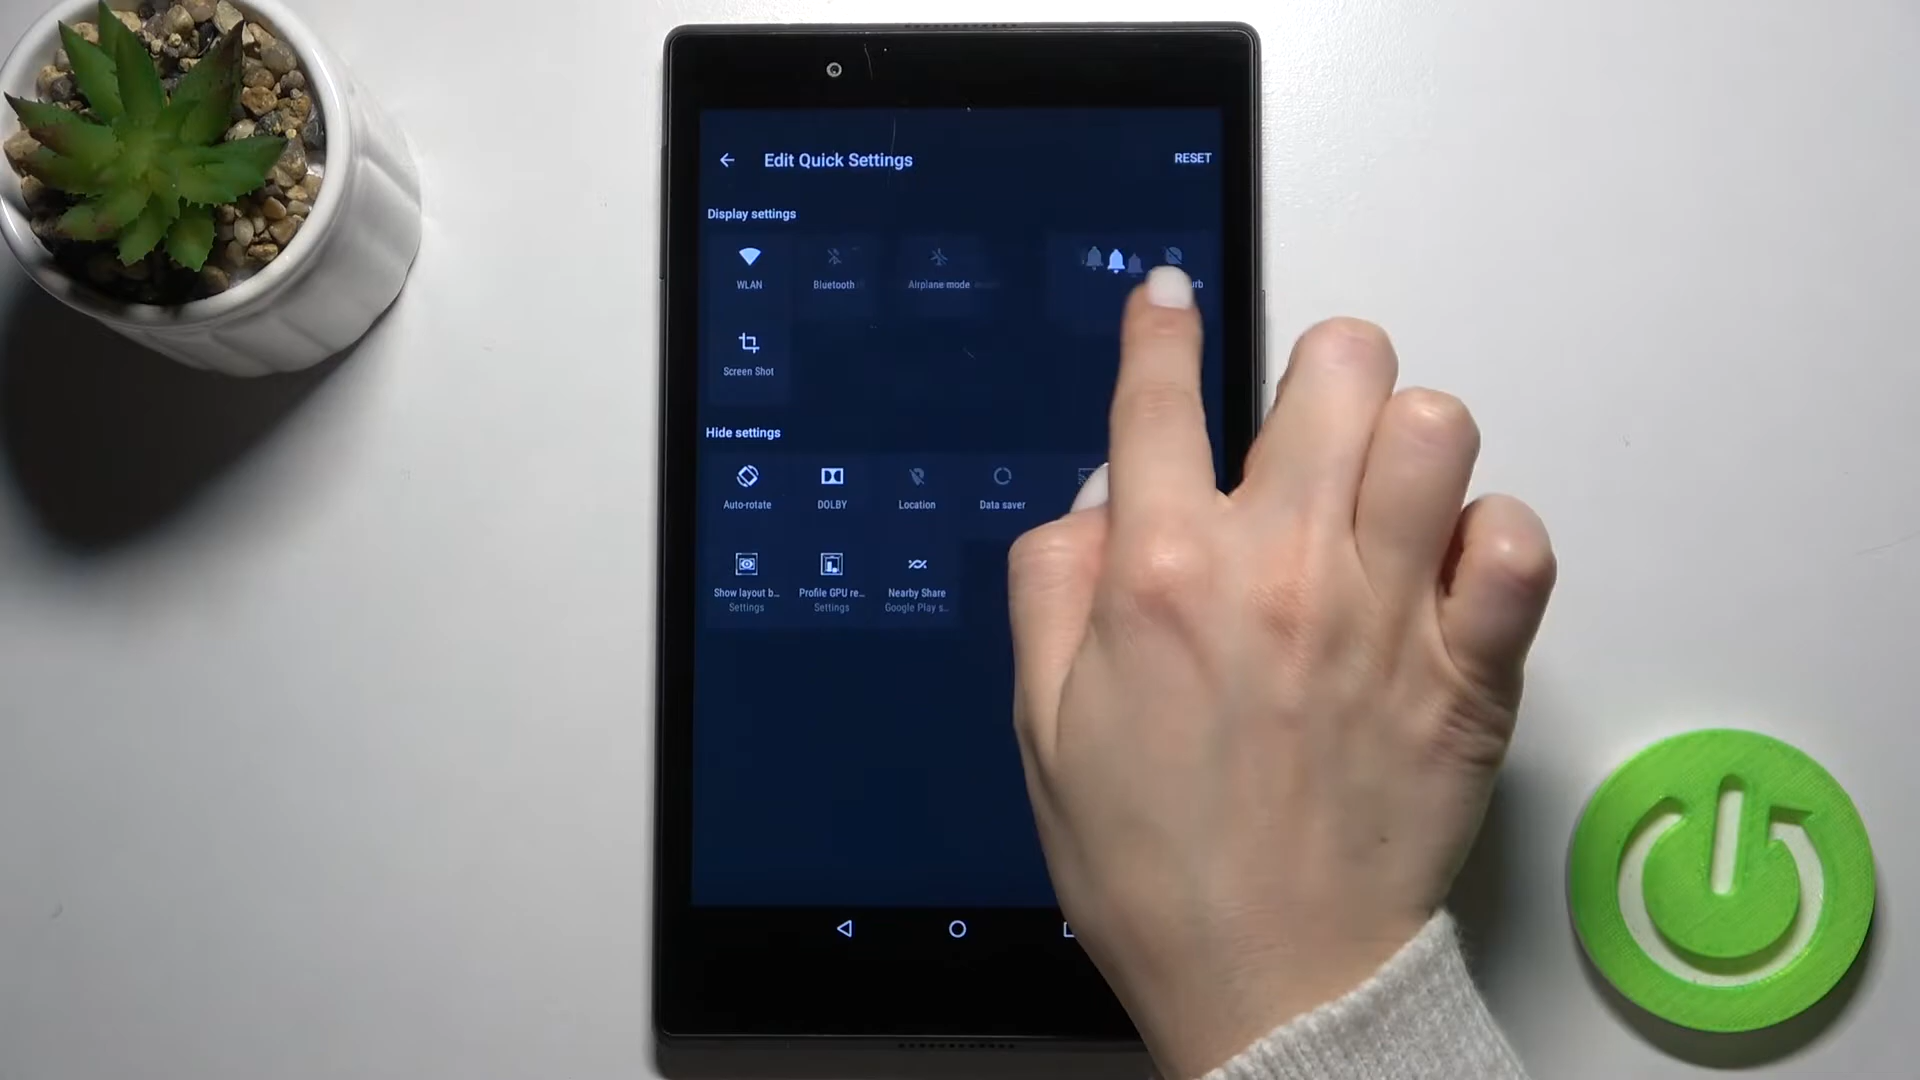 Edit Quick Settings
RESET
Display settings
WLAN
Bluetooth
Airplane mode
Screen Shot
Hide settings
Auto-rotate
DOLBY
Location
Data saver
Show layout b...
Settings
Profile GPU re...
Settings
Nearby Share
Google Play s...